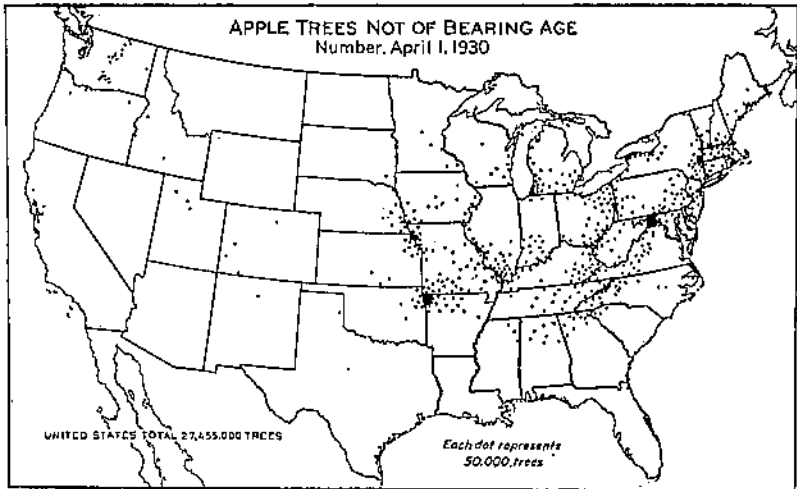 APPLE TREES NOT OF BEARING AGE
Number, April 1, 1930
UNITED STATES TOTAL 27,455,000 TREES
Each dot represents
50,000 trees